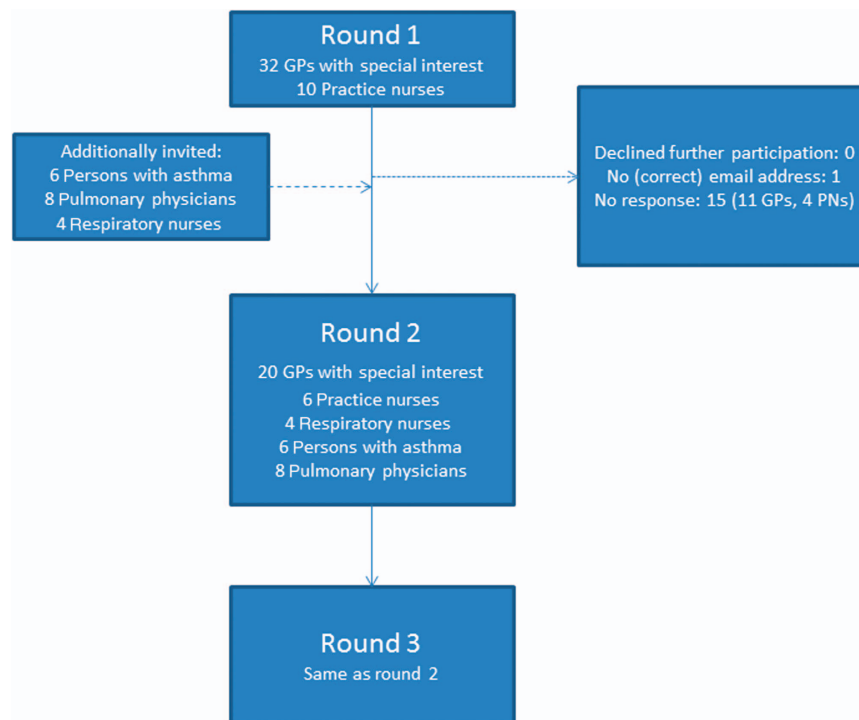 Round 1
32 GPs with special interest
10 Practice nurses
Additionally invited:
6 Persons with asthma
8 Pulmonary physicians
4 Respiratory nurses
Declined further participation: 0
No (correct) email address: 1
No response: 15 (11 GPs, 4 PNs)
Round 2
20 GPs with special interest
6 Practice nurses
4 Respiratory nurses
6 Persons with asthma
8 Pulmonary physicians
Round 3
Same as round 2